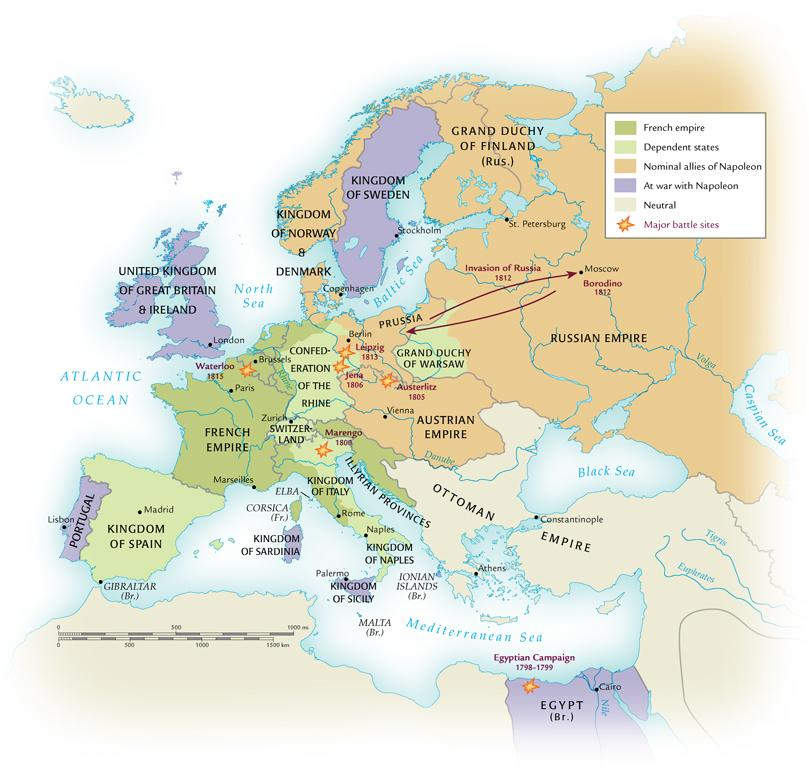 French empire
Dependent states
Nominal allies of Napoleon
At war with Napoleon
Neutral
Major battle sites
GRAND DUCHY
OF FINLAND
(Rus.)
KINGDOM
OF SWEDEN
KINGDOM
OF NORWAY
&
DENMARK
St. Petersburg
Stockholm
UNITED KINGDOM
OF GREAT BRITAIN
& IRELAND
North
Sea
Baltic Sea
Invasion of Russia
1812
Moscow
Borodino
1812
Copenhagen
PRUSSIA
RUSSIAN EMPIRE
London
Berlin
Leipzig
1813
CONFED-
ERATION
OF THE
RHINE
GRAND DUCHY
OF WARSAW
Volga
Waterloo
1815
Brussels
Rhine
Jena
1806
Austerlitz
1805
ATLANTIC
OCEAN
Paris
Caspian Sea
Vienna
Zurich
SWITZER-
LAND
AUSTRIAN
EMPIRE
FRENCH
EMPIRE
Marengo
1800
Danube
Black Sea
Marseilles
ELBA
KINGDOM
OF ITALY
ILLYRIAN PROVINCES
OTTOMAN
EMPIRE
CORSICA
(Fr.)
Rome
Constantinople
Lisbon
PORTUGAL
Madrid
KINGDOM
OF SPAIN
KINGDOM
OF SARDINIA
Naples
KINGDOM
OF NAPLES
Tigris
Euphrates
Athens
GIBRALTAR
(Br.)
Palermo
KINGDOM
OF SICILY
IONIAN
ISLANDS
(Br.)
MALTA
(Br.)
Mediterranean Sea
0 500 1000 mi
0 500 1000 1500 km
Egyptian Campaign
1798–1799
Cairo
EGYPT
(Br.)
Nile